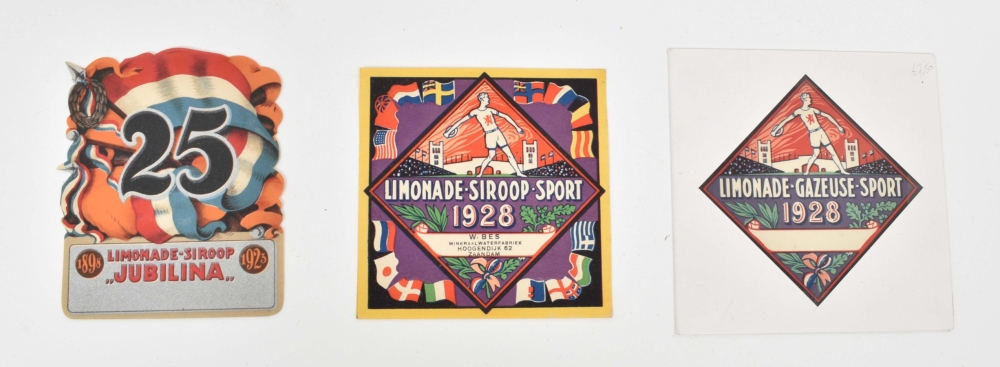 25
1898
LIMONADE-SIROOP
„JUBILINA„
1923
LIMONADE-SIROOP-SPORT
1928
W. BES
MINERAALWATERFABRIEK
HOOGENDIJK 62
ZAANDAM
LIMONADE-GAZEUSE-SPORT
1928